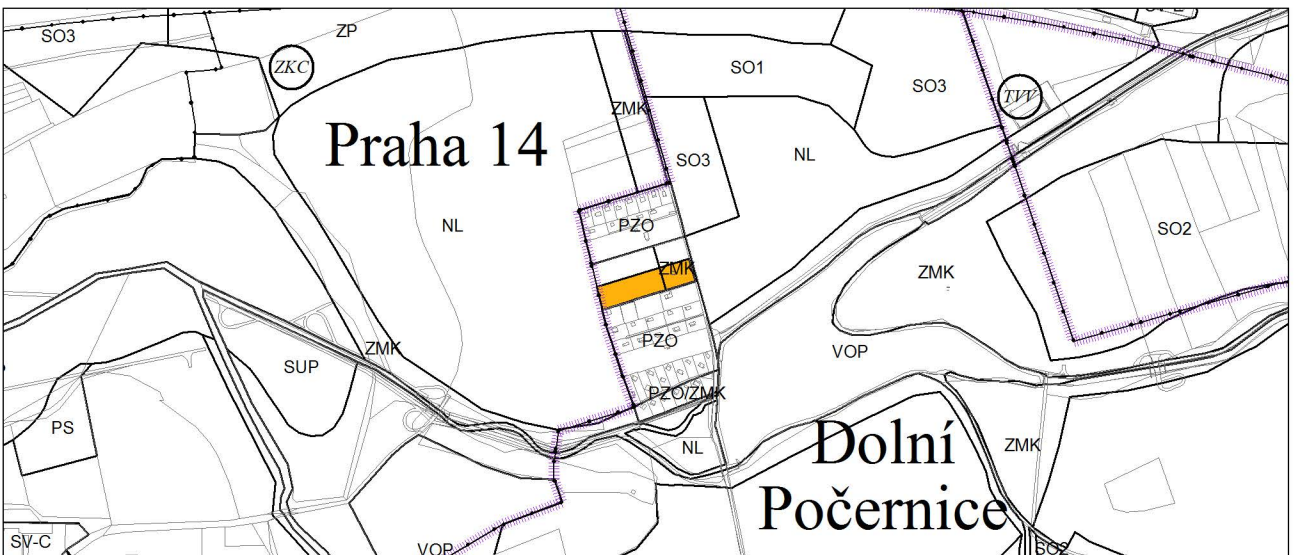 SO3
ZP
ZKC
SO1
SO3
TVV
ZMK
Praha 14
SO3
NL
NL
PZO
SO2
ZMK
ZMK
PZO
ZMK
VOP
SUP
PZO/ZMK
PS
NL
Dolní
Počernice
ZMK
SV-C
VOP
SO2